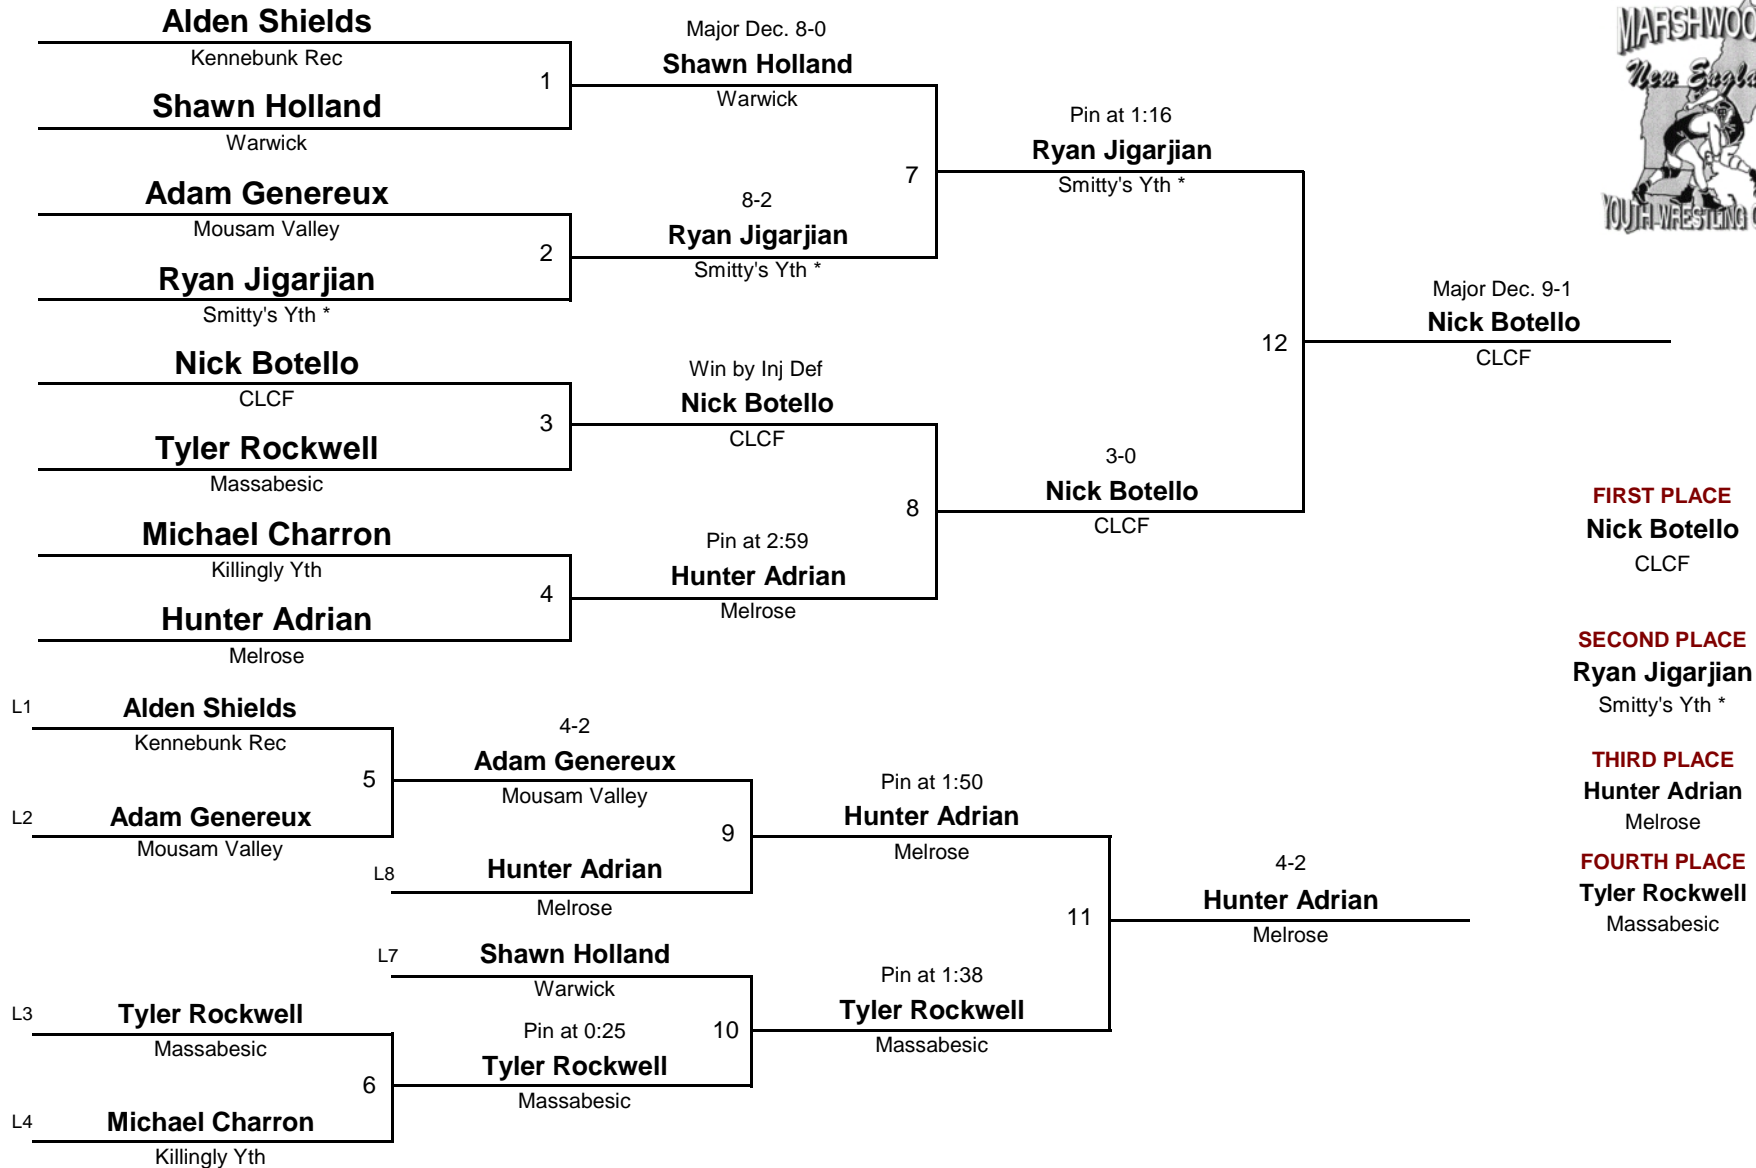 Alden Shields
Kennebunk Rec
1
Shawn Holland
Warwick
Adam Genereux
Mousam Valley
2
Ryan Jigarjian
Smitty's Yth *
Nick Botello
CLCF
3
Tyler Rockwell
Massabesic
Michael Charron
Killingly Yth
4
Hunter Adrian
Melrose
Major Dec. 8-0
Shawn Holland
Warwick
7
8-2
Ryan Jigarjian
Smitty's Yth *
Win by Inj Def
Nick Botello
CLCF
8
Pin at 2:59
Hunter Adrian
Melrose
Pin at 1:16
Ryan Jigarjian
Smitty's Yth *
12
3-0
Nick Botello
CLCF
Major Dec. 9-1
Nick Botello
CLCF
New
YOUTH WRESTLING
FIRST PLACE
Nick Botello
CLCF
SECOND PLACE
Ryan Jigarjian
Smitty's Yth *
THIRD PLACE
Hunter Adrian
Melrose
FOURTH PLACE
Tyler Rockwell
Massabesic
L1
Alden Shields
Kennebunk Rec
5
L2
Adam Genereux
Mousam Valley
L3
Tyler Rockwell
Massabesic
6
L4
Michael Charron
Killingly Yth
4-2
Adam Genereux
Mousam Valley
9
L8
Hunter Adrian
Melrose
L7
Shawn Holland
Warwick
10
Pin at 0:25
Tyler Rockwell
Massabesic
Pin at 1:50
Hunter Adrian
Melrose
11
Pin at 1:38
Tyler Rockwell
Massabesic
4-2
Hunter Adrian
Melrose